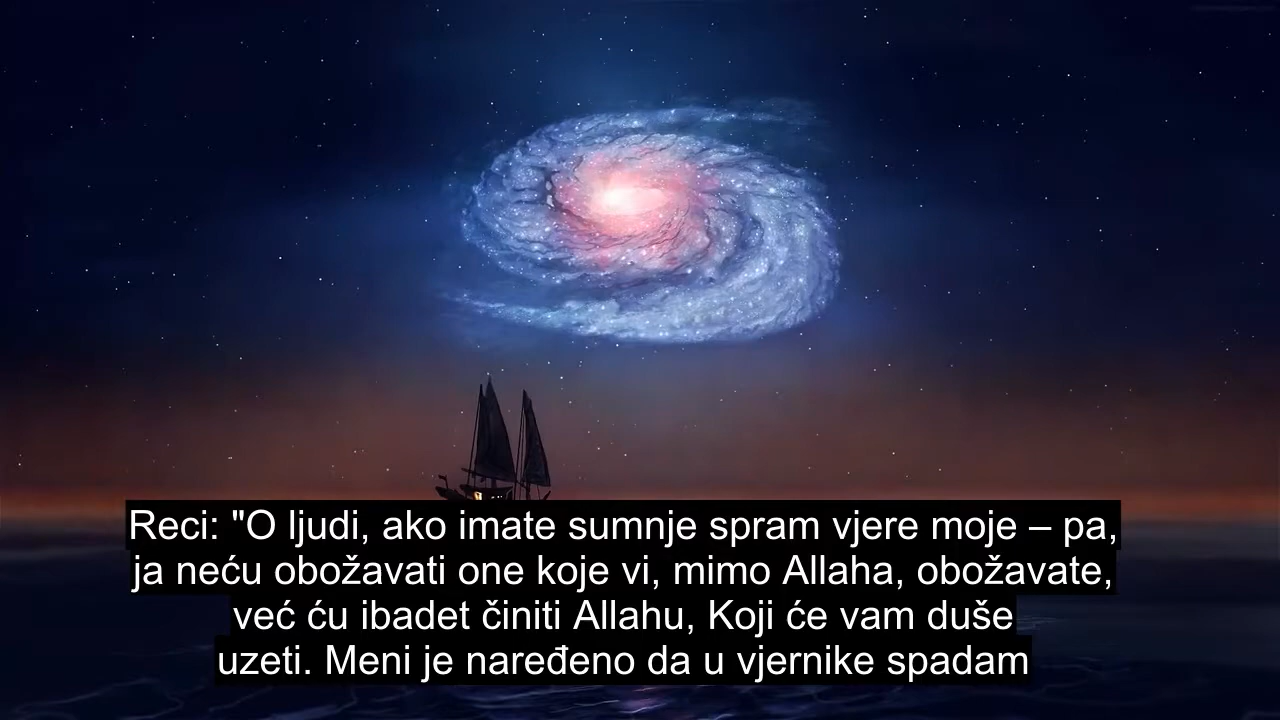 Reci: "O ljudi, ako imate sumnje spram vjere moje – pa,
ja neću obožavati one koje vi, mimo Allaha, obožavate,
već ću ibadet činiti Allahu, Koji će vam duše
uzeti. Meni je naređeno da u vjernike spadam